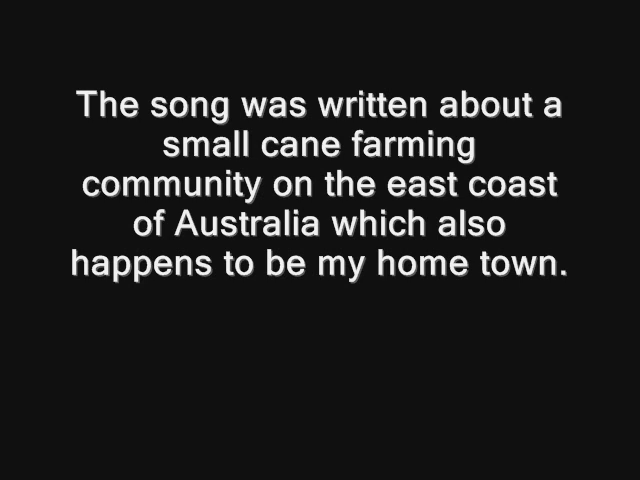 The song was written about a
small cane farming
community on the east coast
of Australia which also
happens to be my home town.